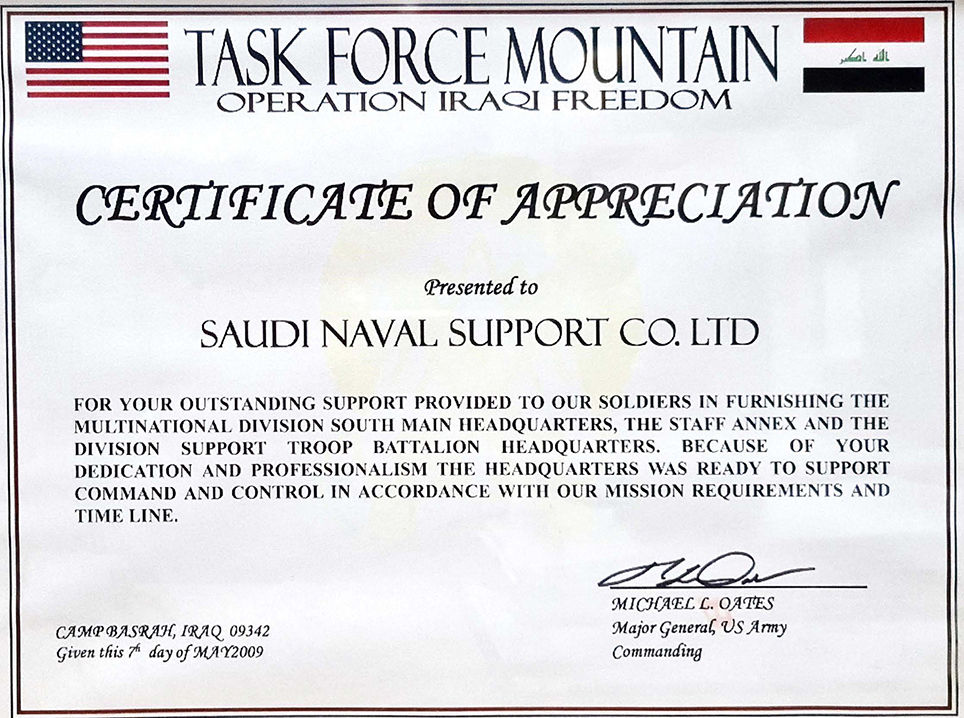 TASK FORCE MOUNTAIN
OPERATION IRAQI FREEDOM
الله اكبر
CERTIFICATE OF APPRECIATION
Presented to
SAUDI NAVAL SUPPORT CO. LTD
FOR YOUR OUTSTANDING SUPPORT PROVIDED TO OUR SOLDIERS IN FURNISHING THE
MULTINATIONAL DIVISION SOUTH MAIN HEADQUARTERS, THE STAFF ANNEX AND THE
DIVISION SUPPORT TROOP BATTALION HEADQUARTERS. BECAUSE OF YOUR
DEDICATION AND PROFESSIONALISM THE HEADQUARTERS WAS READY TO SUPPORT
COMMAND AND CONTROL IN ACCORDANCE WITH OUR MISSION REQUIREMENTS AND
TIME LINE.
MICHAEL L. OATES
Major General, US Army
Commanding
CAMP BASRAH, IRAQ 09342
Given this 7th day of MAY2009